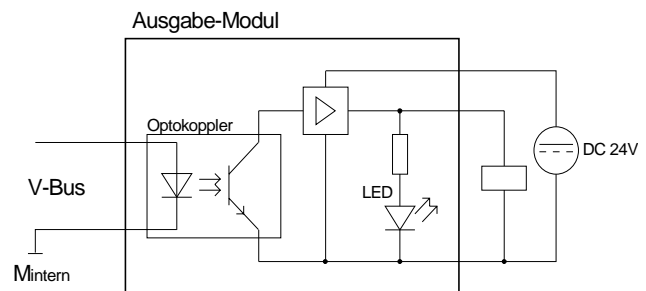 Ausgabe-Modul
Optokoppler
DC 24V
V-Bus
LED
Mintern